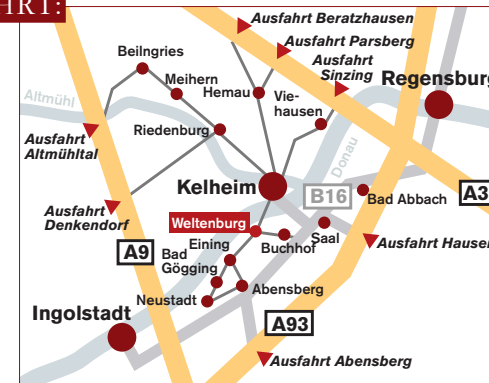 HRT:
Ausfahrt Beratzhausen
Ausfahrt Parsberg
Beilngries
Ausfahrt
Sinzing
Meihern
Hemau
Vie-
hausen
Regensburg
Altmühl
Riedenburg
Ausfahrt
Altmühltal
Donau
Kelheim
B16
Bad Abbach
A3
Ausfahrt
Denkendorf
Weltenburg
Saal
Buchhof
Ausfahrt Hausen
A9
Eining
Bad
Gögging
Neustadt
Abensberg
Ingolstadt
A93
Ausfahrt Abensberg